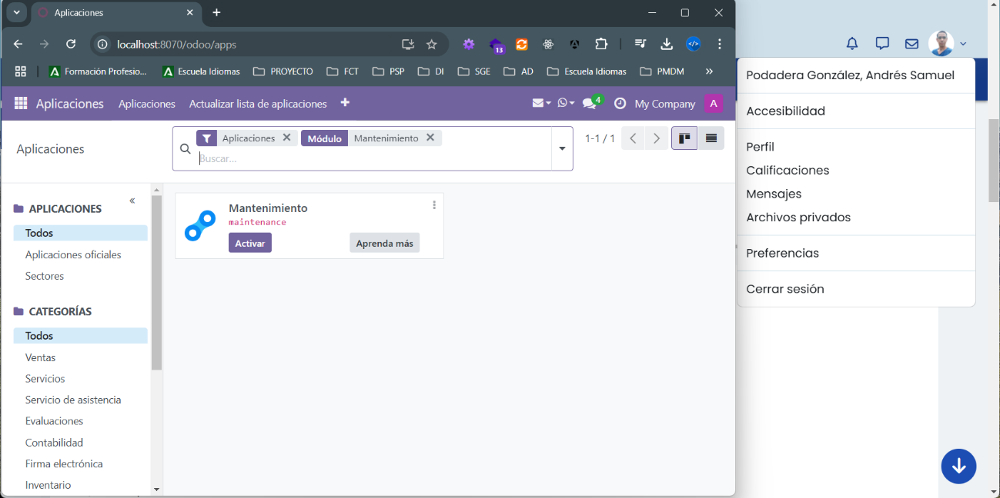 Aplicaciones
localhost:8070/odoo/apps
13
Formación Profesio...
Escuela Idiomas
PROYECTO
FCT
PSP
DI
SGE
AD
Escuela Idiomas
PMDM
»
Aplicaciones
Aplicaciones
Actualizar lista de aplicaciones
4
My Company
A
Aplicaciones
Aplicaciones
Módulo
Mantenimiento
Buscar...
1-1 / 1
APLICACIONES
Todos
Aplicaciones oficiales
Sectores
CATEGORÍAS
Todos
Ventas
Servicios
Servicio de asistencia
Evaluaciones
Contabilidad
Firma electrónica
Inventario
Mantenimiento
maintenance
Activar
Aprenda más
Podadera González, Andrés Samuel
Accesibilidad
Perfil
Calificaciones
Mensajes
Archivos privados
Preferencias
Cerrar sesión